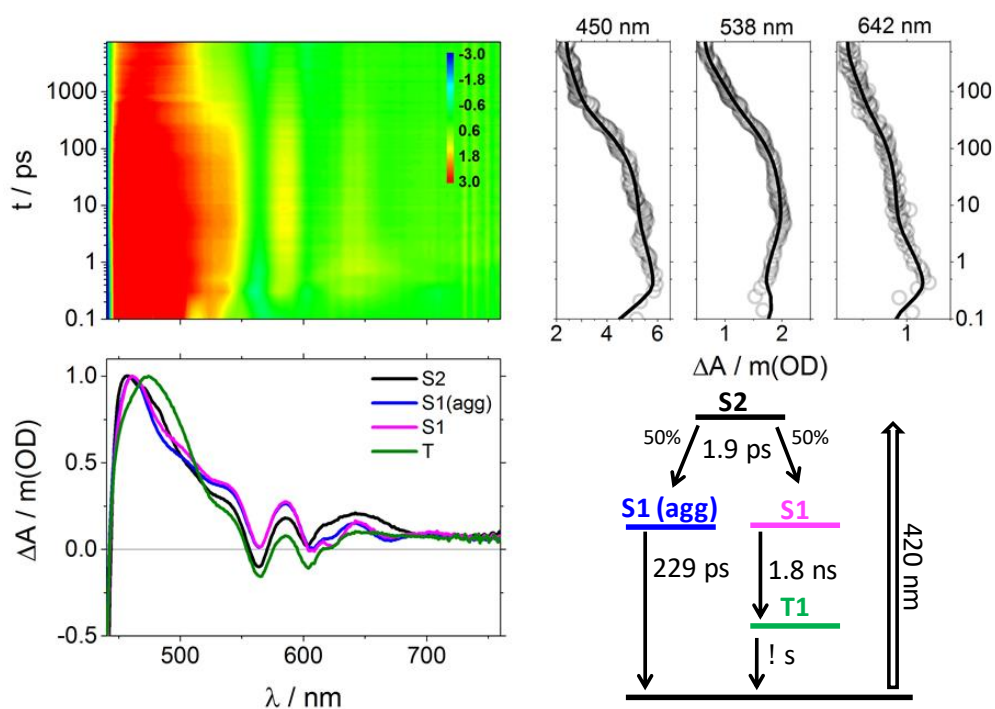 1000
100
10
1
0.1
t / ps
-3.0
-1.8
-0.6
0.6
1.8
3.0
450 nm
538 nm
642 nm
100
100
10
1
0.1
2 4 6
1 2
1
ΔA / m(OD)
1.0
0.5
0.0
-0.5
ΔA / m(OD)
S2
S1(agg)
S1
T
500 600 700
λ / nm
S2
50% 1.9 ps 50%
S1 (agg) S1
229 ps 1.8 ns
T1
! s
420 nm